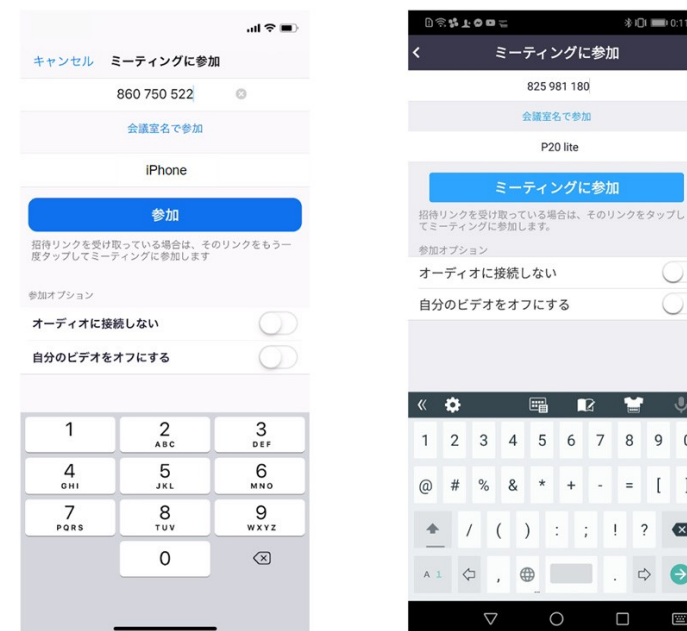 キャンセル ミーティングに参加
860 750 522
会議室名で参加
iPhone
参加
招待リンクを受け取っている場合は、そのリンクをもう一
度タップしてミーティングに参加します
参加オプション
オーディオに接続しない
自分のビデオをオフにする
1 2 3
ABC DEF
4 5 6
GHI JKL MNO
7 8 9
PQRS TUV WXYZ
0
0:11
ミーティングに参加
825 981 180
会議室名で参加
P20 lite
ミーティングに参加
招待リンクを受け取っている場合は、そのリンクをタップし
てミーティングに参加します。
参加オプション
オーディオに接続しない
自分のビデオをオフにする
1 2 3 4 5 6 7 8 9 0
@ # % & * + - = [ ]
/ ( ) : ; ! ?
A 1 , .